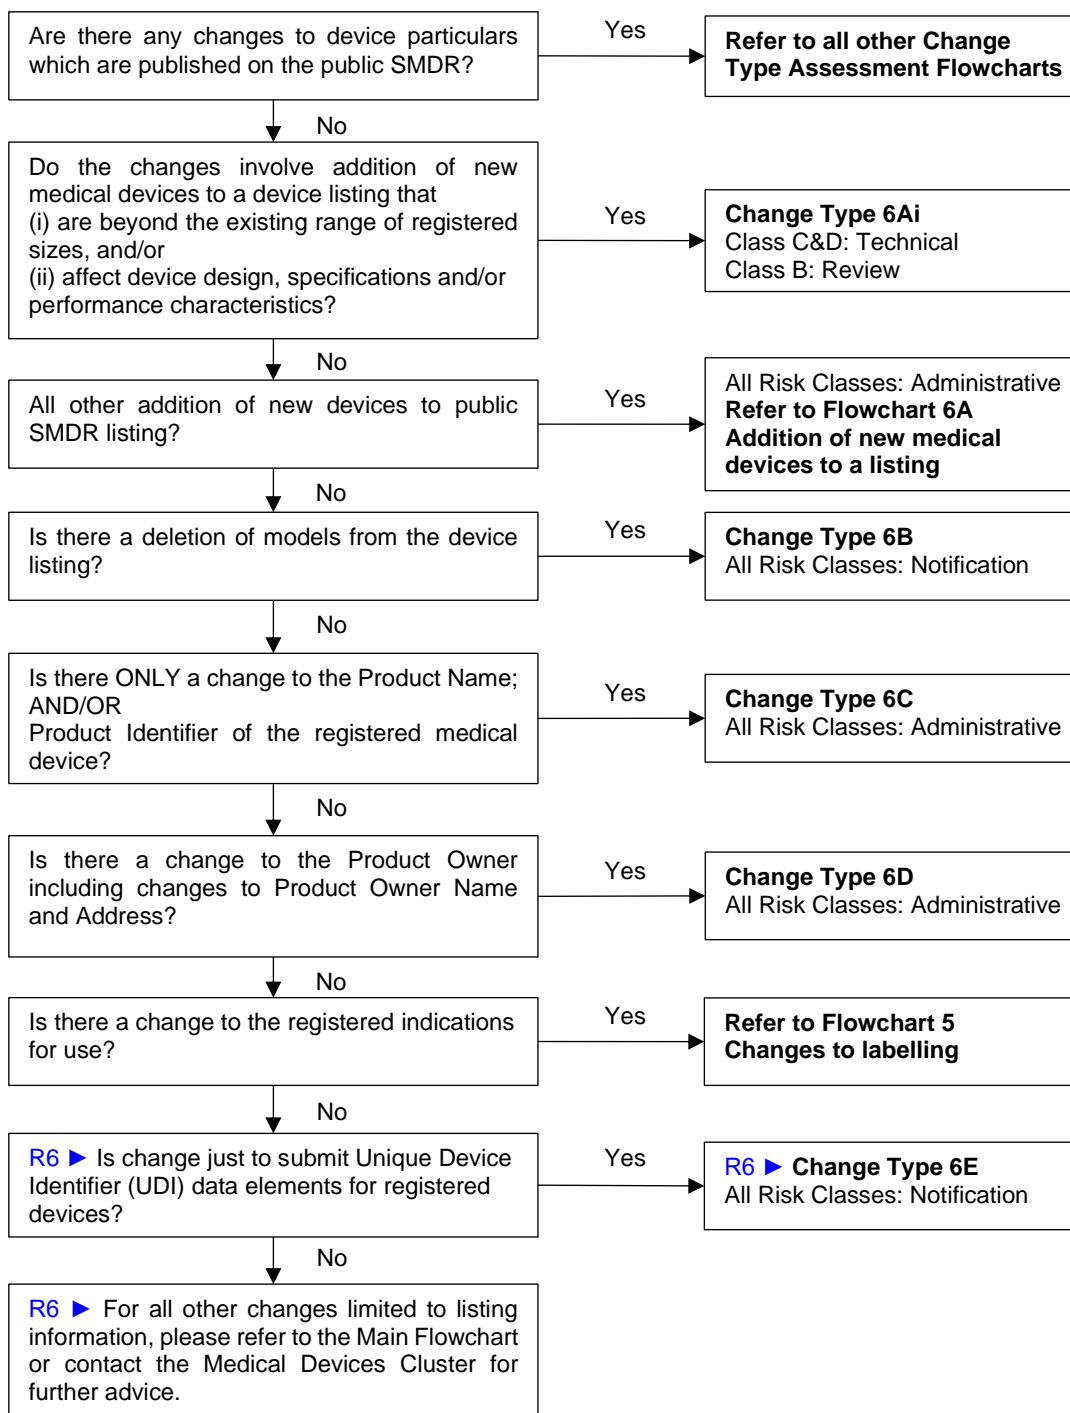 Are there any changes to device particulars
which are published on the public SMDR?
Yes
Refer to all other Change
Type Assessment Flowcharts
No
Do the changes involve addition of new
medical devices to a device listing that
(i) are beyond the existing range of registered
sizes, and/or
(ii) affect device design, specifications and/or
performance characteristics?
Yes
Change Type 6Ai
Class C&D: Technical
Class B: Review
No
All other addition of new devices to public
SMDR listing?
Yes
All Risk Classes: Administrative
Refer to Flowchart 6A
Addition of new medical
devices to a listing
No
Is there a deletion of models from the device
listing?
Yes
Change Type 6B
All Risk Classes: Notification
No
Is there ONLY a change to the Product Name;
AND/OR
Product Identifier of the registered medical
device?
Yes
Change Type 6C
All Risk Classes: Administrative
No
Is there a change to the Product Owner
including changes to Product Owner Name
and Address?
Yes
Change Type 6D
All Risk Classes: Administrative
No
Is there a change to the registered indications
for use?
Yes
Refer to Flowchart 5
Changes to labelling
No
R6 ► Is change just to submit Unique Device
Identifier (UDI) data elements for registered
devices?
Yes
R6 ► Change Type 6E
All Risk Classes: Notification
No
R6 ► For all other changes limited to listing
information, please refer to the Main Flowchart
or contact the Medical Devices Cluster for
further advice.